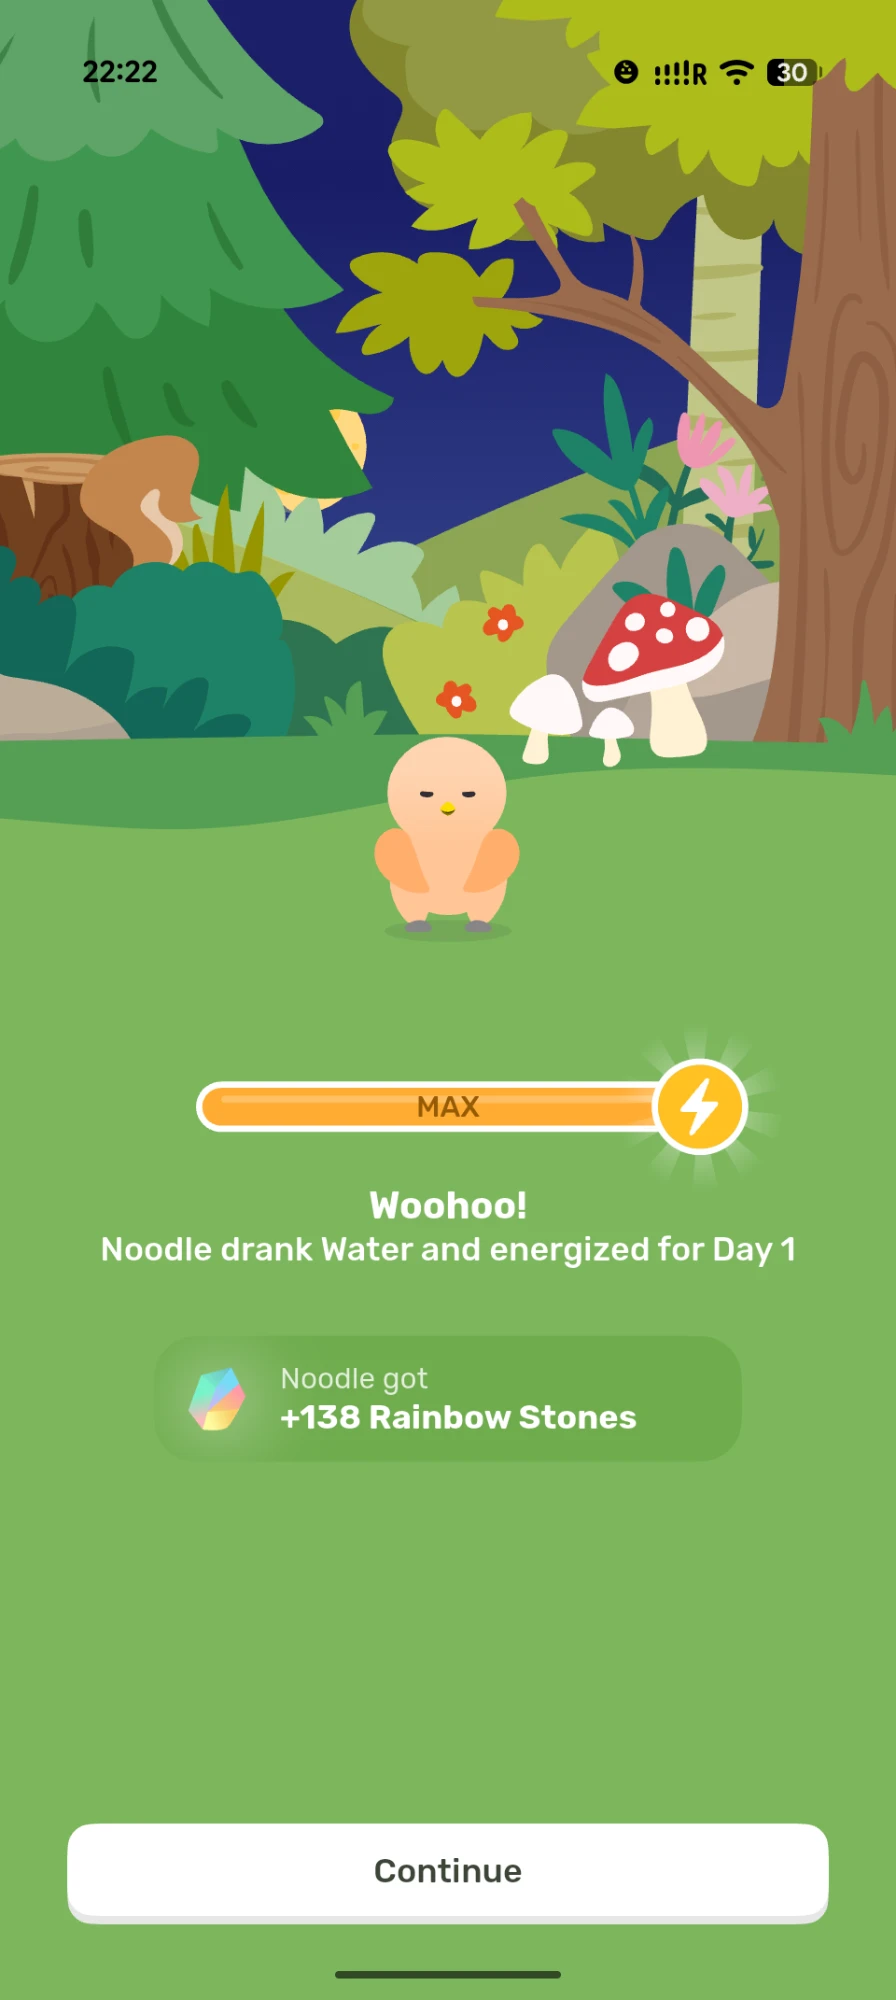 22:22
R
30
MAX
Woohoo!
Noodle drank Water and energized for Day 1
Noodle got
+138 Rainbow Stones
Continue